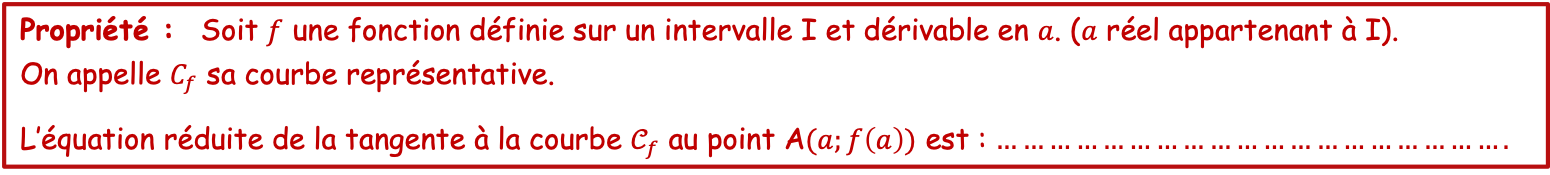 Propriété : Soit 𝑓 une fonction définie sur un intervalle I et dérivable en 𝑎. (𝑎 réel appartenant à I).
On appelle 𝐶𝑓 sa courbe représentative.
L'équation réduite de la tangente à la courbe 𝒞𝑓 au point A(𝑎; 𝑓(𝑎)) est : … … … … … … … … … … … … … … … … … … … .